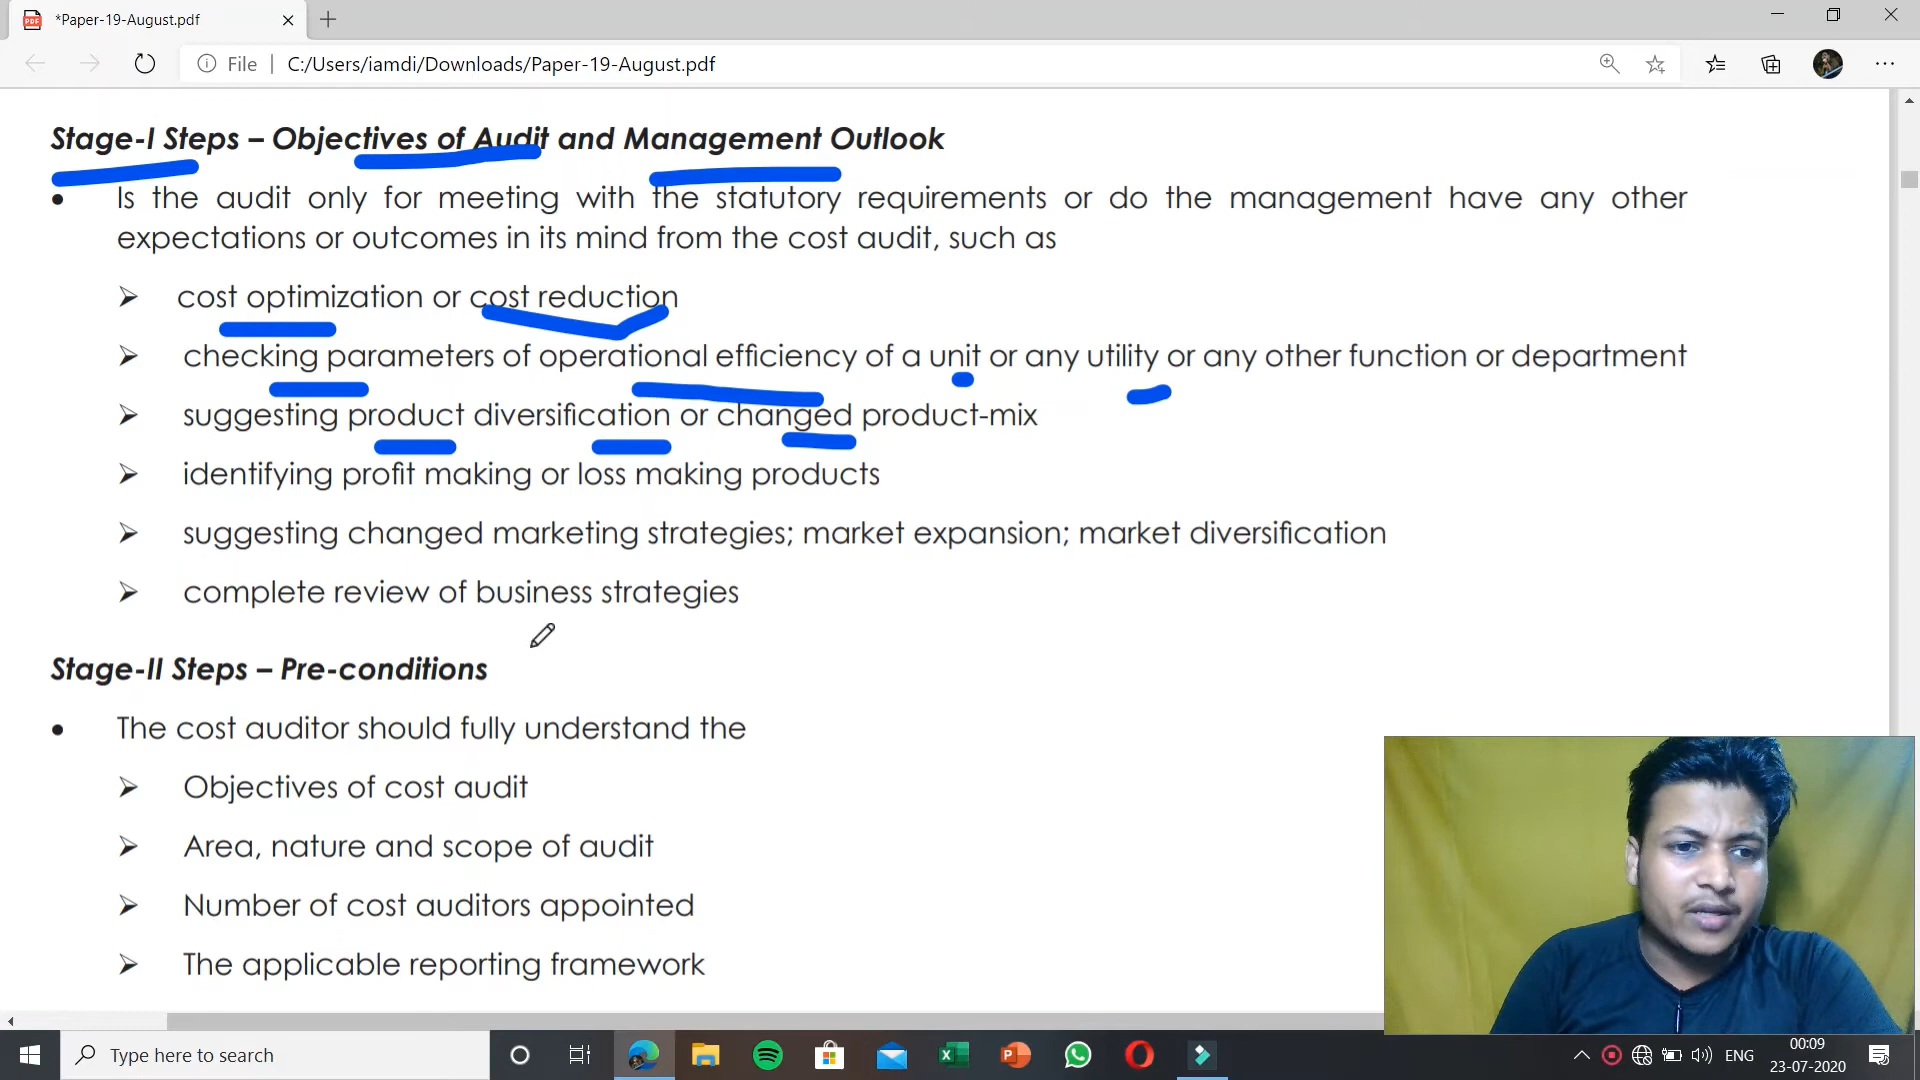 *Paper-19-August.pdf
File | C:/Users/iamdi/Downloads/Paper-19-August.pdf
Stage-I Steps – Objectives of Audit and Management Outlook
• Is the audit only for meeting with the statutory requirements or do the management have any other
expectations or outcomes in its mind from the cost audit, such as
➢ cost optimization or cost reduction
➢ checking parameters of operational efficiency of a unit or any utility or any other function or department
➢ suggesting product diversification or changed product-mix
➢ identifying profit making or loss making products
➢ suggesting changed marketing strategies; market expansion; market diversification
➢ complete review of business strategies
Stage-II Steps – Pre-conditions
• The cost auditor should fully understand the
➢ Objectives of cost audit
➢ Area, nature and scope of audit
➢ Number of cost auditors appointed
➢ The applicable reporting framework
Type here to search
ENG
00:09
23-07-2020